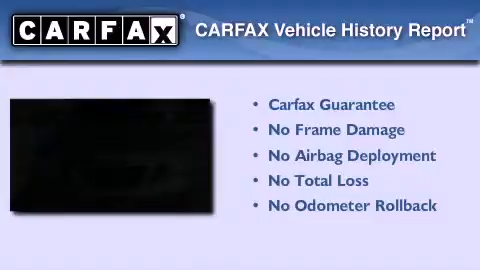 CARFAX® CARFAX Vehicle History Report™
• Carfax Guarantee
• No Frame Damage
• No Airbag Deployment
• No Total Loss
• No Odometer Rollback